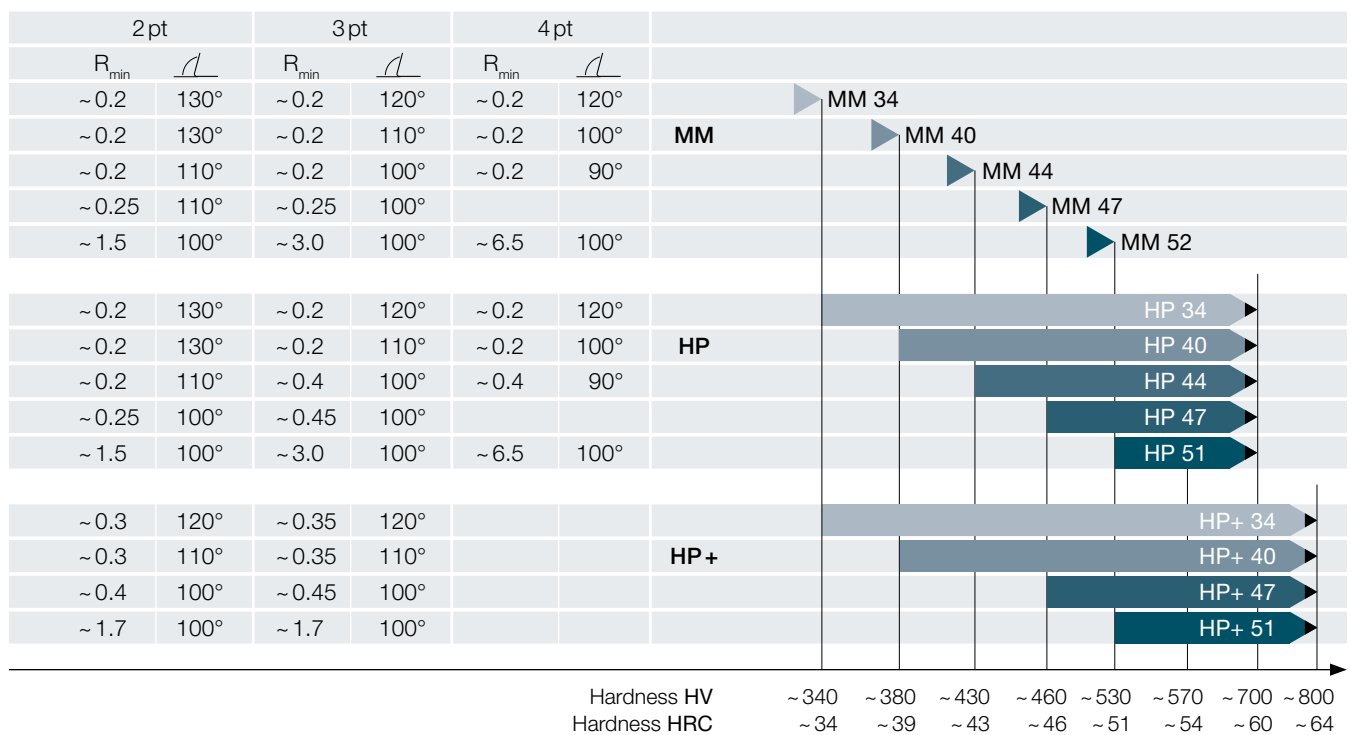 2 pt 3 pt 4 pt
Rmin Rmin Rmin
~ 0.2 130° ~ 0.2 120° ~ 0.2 120° MM 34
~ 0.2 130° ~ 0.2 110° ~ 0.2 100° MM MM 40
~ 0.2 110° ~ 0.2 100° ~ 0.2 90° MM 44
~ 0.25 110° ~ 0.25 100° MM 47
~ 1.5 100° ~ 3.0 100° ~ 6.5 100° MM 52
~ 0.2 130° ~ 0.2 120° ~ 0.2 120° HP 34
~ 0.2 130° ~ 0.2 110° ~ 0.2 100° HP HP 40
~ 0.2 110° ~ 0.4 100° ~ 0.4 90° HP 44
~ 0.25 100° ~ 0.45 100° HP 47
~ 1.5 100° ~ 3.0 100° ~ 6.5 100° HP 51
~ 0.3 120° ~ 0.35 120° HP+ 34
~ 0.3 110° ~ 0.35 110° HP+ HP+ 40
~ 0.4 100° ~ 0.45 100° HP+ 47
~ 1.7 100° ~ 1.7 100° HP+ 51
Hardness HV ~ 340 ~ 380 ~ 430 ~ 460 ~ 530 ~ 570 ~ 700 ~ 800
Hardness HRC ~ 34 ~ 39 ~ 43 ~ 46 ~ 51 ~ 54 ~ 60 ~ 64